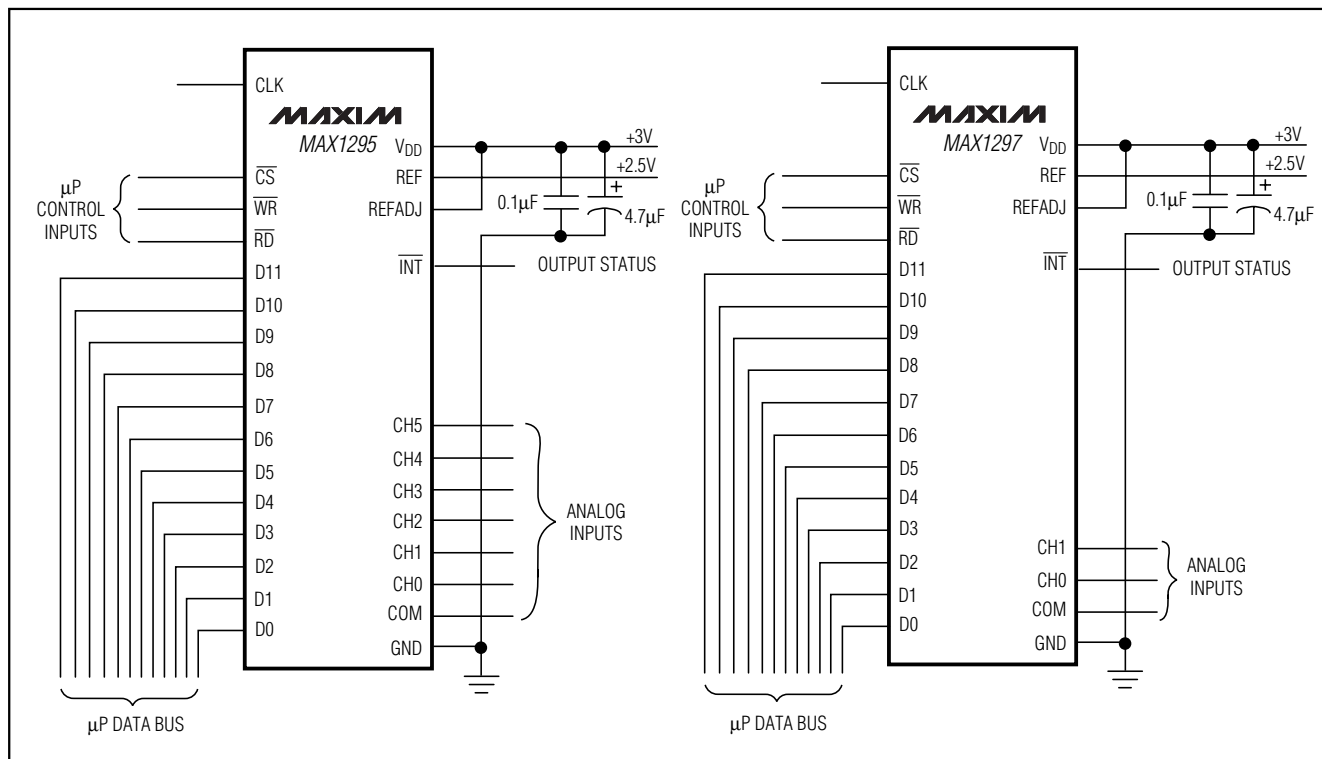 CLK
MAXIM
MAX1295
VDD
+3V
REF
+2.5V
REFADJ
0.1µF
+
4.7µF
µP
CONTROL
INPUTS
CS
WR
RD
INT
OUTPUT STATUS
D11
D10
D9
D8
D7
D6
D5
D4
D3
D2
D1
D0
CH5
CH4
CH3
CH2
CH1
CH0
COM
GND
ANALOG
INPUTS
µP DATA BUS
CLK
MAXIM
MAX1297
VDD
+3V
REF
+2.5V
REFADJ
0.1µF
+
4.7µF
µP
CONTROL
INPUTS
CS
WR
RD
INT
OUTPUT STATUS
D11
D10
D9
D8
D7
D6
D5
D4
D3
D2
D1
D0
CH1
CH0
COM
GND
ANALOG
INPUTS
µP DATA BUS